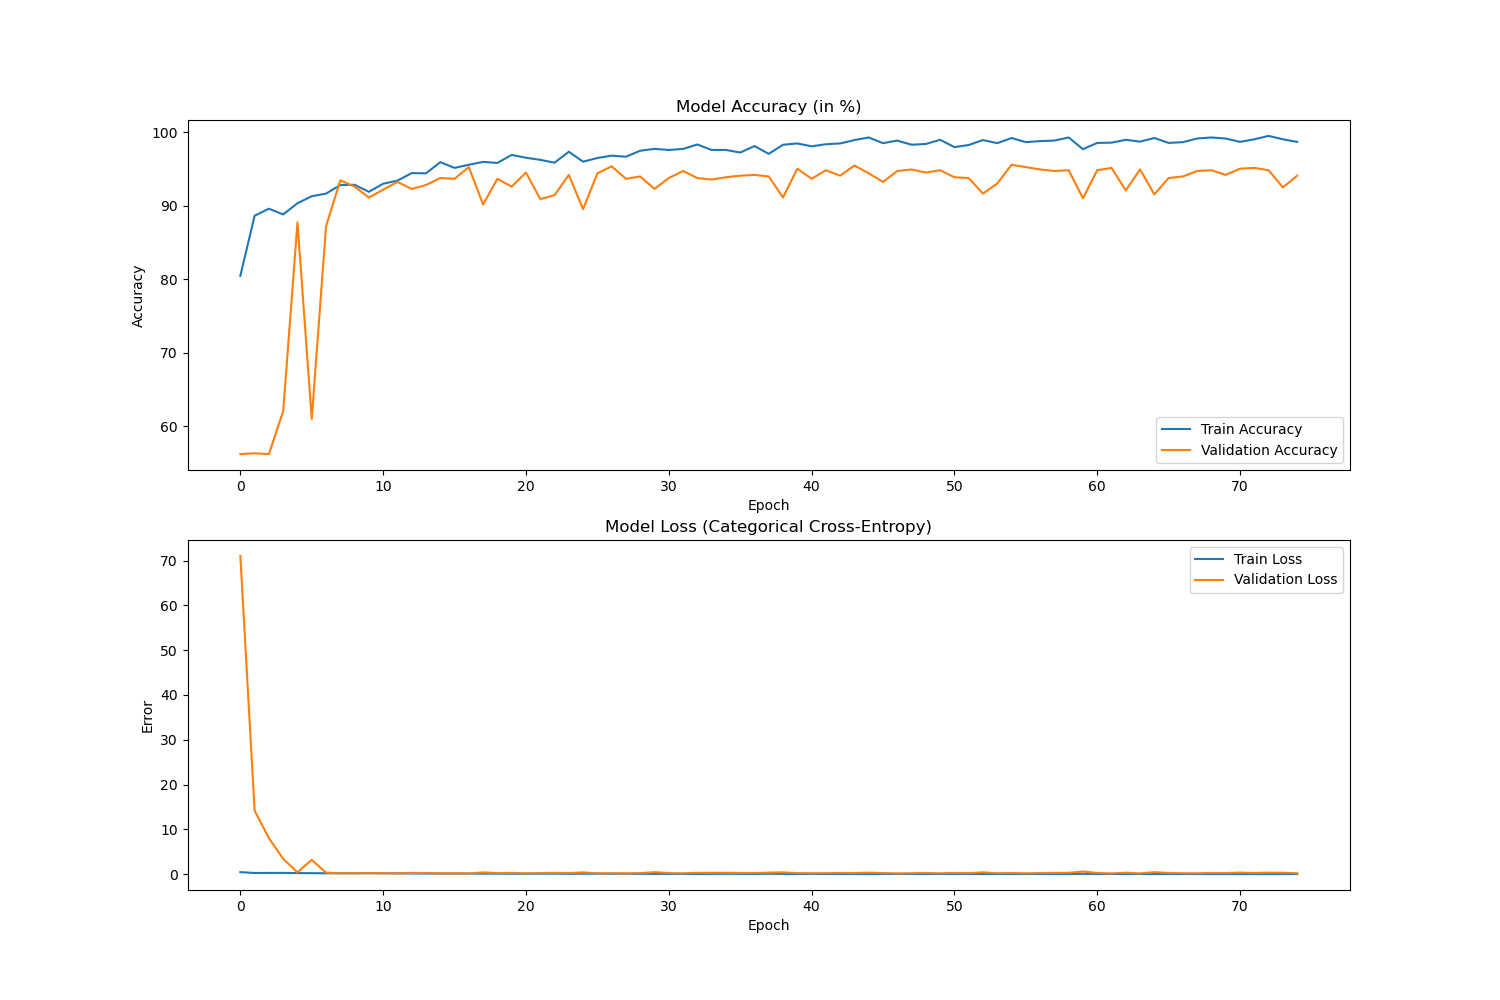 Model Accuracy (in %)
100
90
80
70
60
Accuracy
Train Accuracy
Validation Accuracy
0 10 20 30 40 50 60 70
Epoch
Model Loss (Categorical Cross-Entropy)
70
60
50
40
30
20
10
0
Error
Train Loss
Validation Loss
0 10 20 30 40 50 60 70
Epoch